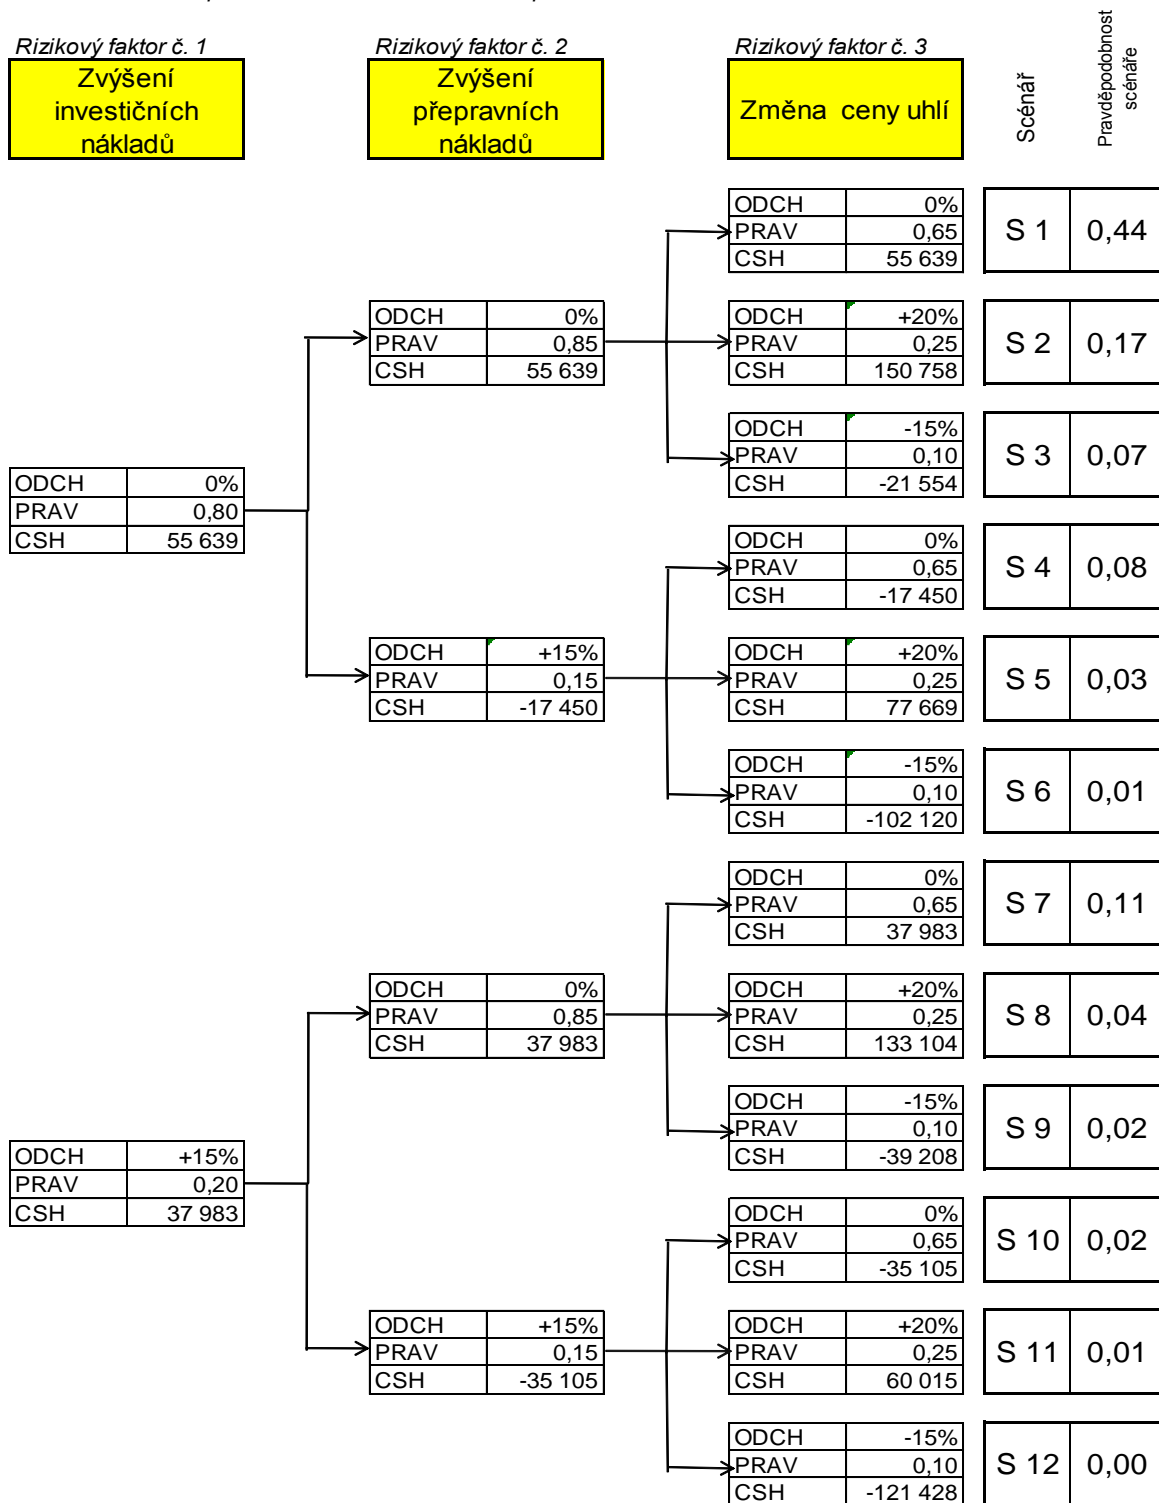 Rizikový faktor č. 1
Rizikový faktor č. 2
Rizikový faktor č. 3
Zvýšení
investičních
nákladů
Zvýšení
přepravních
nákladů
Změna ceny uhlí
Scénář
Pravděpodobnost
scénáře
ODCH 0%
PRAV 0,65
CSH 55 639
S 1 0,44
ODCH 0%
PRAV 0,85
CSH 55 639
ODCH +20%
PRAV 0,25
CSH 150 758
S 2 0,17
ODCH -15%
PRAV 0,10
CSH -21 554
S 3 0,07
ODCH 0%
PRAV 0,80
CSH 55 639
ODCH 0%
PRAV 0,65
CSH -17 450
S 4 0,08
ODCH +15%
PRAV 0,15
CSH -17 450
ODCH +20%
PRAV 0,25
CSH 77 669
S 5 0,03
ODCH -15%
PRAV 0,10
CSH -102 120
S 6 0,01
ODCH 0%
PRAV 0,65
CSH 37 983
S 7 0,11
ODCH 0%
PRAV 0,85
CSH 37 983
ODCH +20%
PRAV 0,25
CSH 133 104
S 8 0,04
ODCH -15%
PRAV 0,10
CSH -39 208
S 9 0,02
ODCH +15%
PRAV 0,20
CSH 37 983
ODCH 0%
PRAV 0,65
CSH -35 105
S 10 0,02
ODCH +15%
PRAV 0,15
CSH -35 105
ODCH +20%
PRAV 0,25
CSH 60 015
S 11 0,01
ODCH -15%
PRAV 0,10
CSH -121 428
S 12 0,00